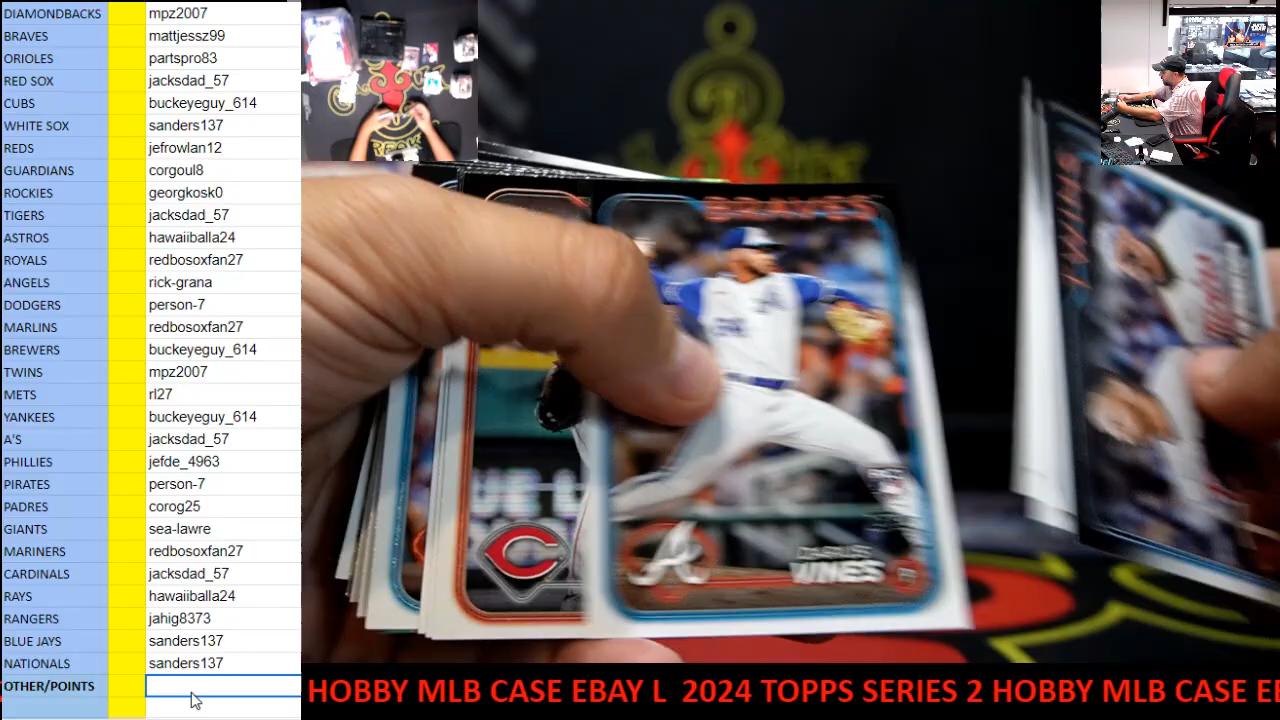 DIAMONDBACKS mpz2007
BRAVES mattjessz99
ORIOLES partspro83
RED SOX jacksdad_57
CUBS buckeyeguy_614
WHITE SOX sanders137
REDS jefrowlan12
GUARDIANS corgoul8
ROCKIES georgkosk0
TIGERS jacksdad_57
ASTROS hawaiiballa24
ROYALS redbosoxfan27
ANGELS rick-grana
DODGERS person-7
MARLINS redbosoxfan27
BREWERS buckeyeguy_614
TWINS mpz2007
METS rl27
YANKEES buckeyeguy_614
A'S jacksdad_57
PHILLIES jefde_4963
PIRATES person-7
PADRES corog25
GIANTS sea-lawre
MARINERS redbosoxfan27
CARDINALS jacksdad_57
RAYS hawaiiballa24
RANGERS jahig8373
BLUE JAYS sanders137
NATIONALS sanders137
OTHER/POINTS
BRAVES
DARIUS
VINES
HOBBY MLB CASE EBAY L 2024 TOPPS SERIES 2 HOBBY MLB CASE